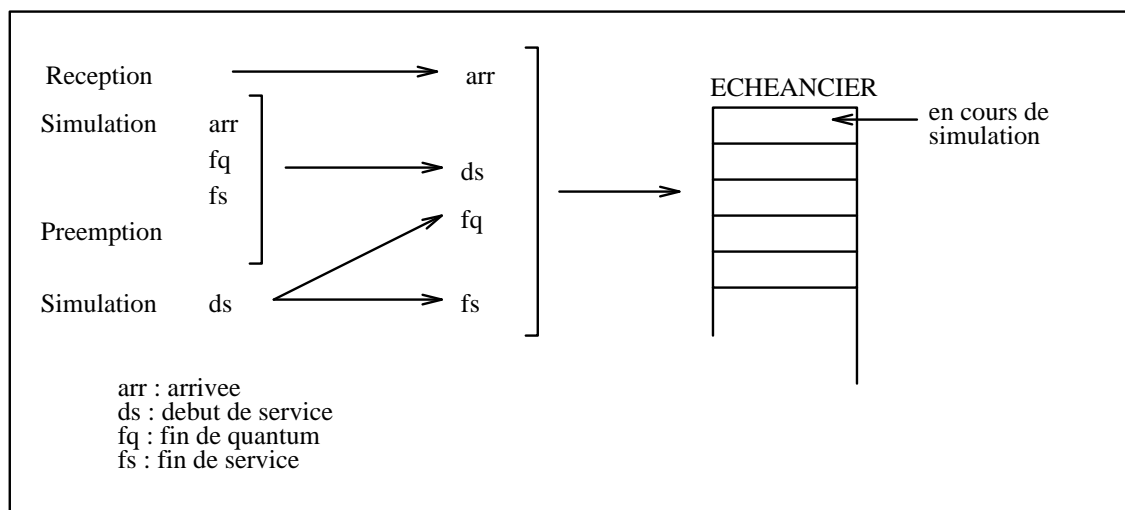 Reception arr
ECHEANCIER
Simulation arr
en cours de
simulation
fq ds
fs
fq
Preemption
Simulation ds fs
arr : arrivee
ds : debut de service
fq : fin de quantum
fs : fin de service